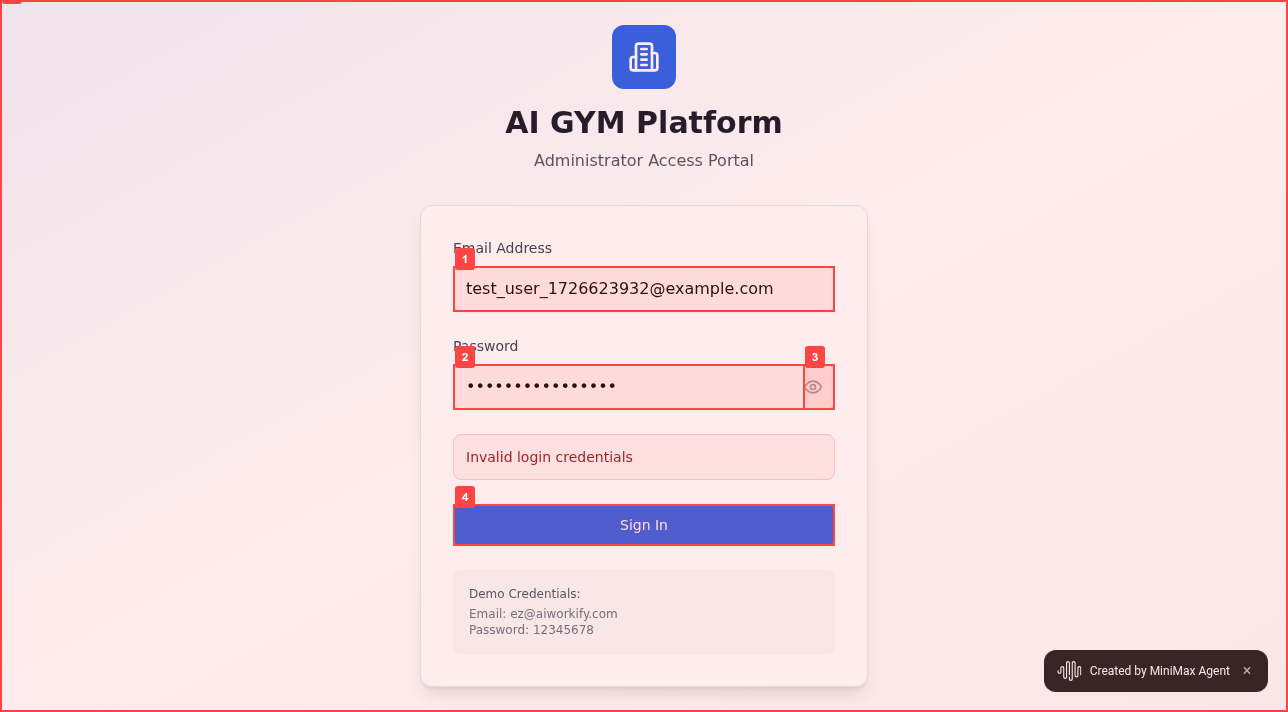 AI GYM Platform
Administrator Access Portal
Email Address
1
test_user_1726623932@example.com
Password
2
3
••••••••••••••••
Invalid login credentials
4
Sign In
Demo Credentials:
Email: ez@aiworkify.com
Password: 12345678
Created by MiniMax Agent ×